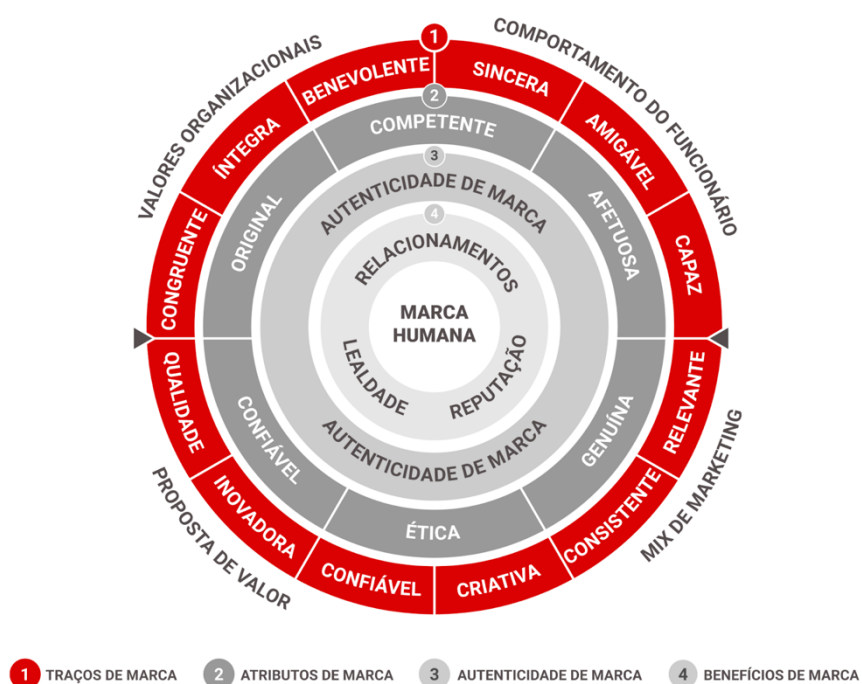 VALORES ORGANIZACIONAIS
COMPORTAMENTO DO FUNCIONÁRIO
PROPOSTA DE VALOR
MIX DE MARKETING
1
CONGRUENTE
ÍNTEGRA
BENEVOLENTE
SINCERA
AMIGÁVEL
CAPAZ
RELEVANTE
CONSISTENTE
CRIATIVA
CONFIÁVEL
INOVADORA
QUALIDADE
2
ORIGINAL
COMPETENTE
AFETUOSA
GENUÍNA
ÉTICA
CONFIÁVEL
3
AUTENTICIDADE DE MARCA
AUTENTICIDADE DE MARCA
4
RELACIONAMENTOS
LEALDADE
REPUTAÇÃO
MARCA
HUMANA
1 TRAÇOS DE MARCA 2 ATRIBUTOS DE MARCA 3 AUTENTICIDADE DE MARCA 4 BENEFÍCIOS DE MARCA